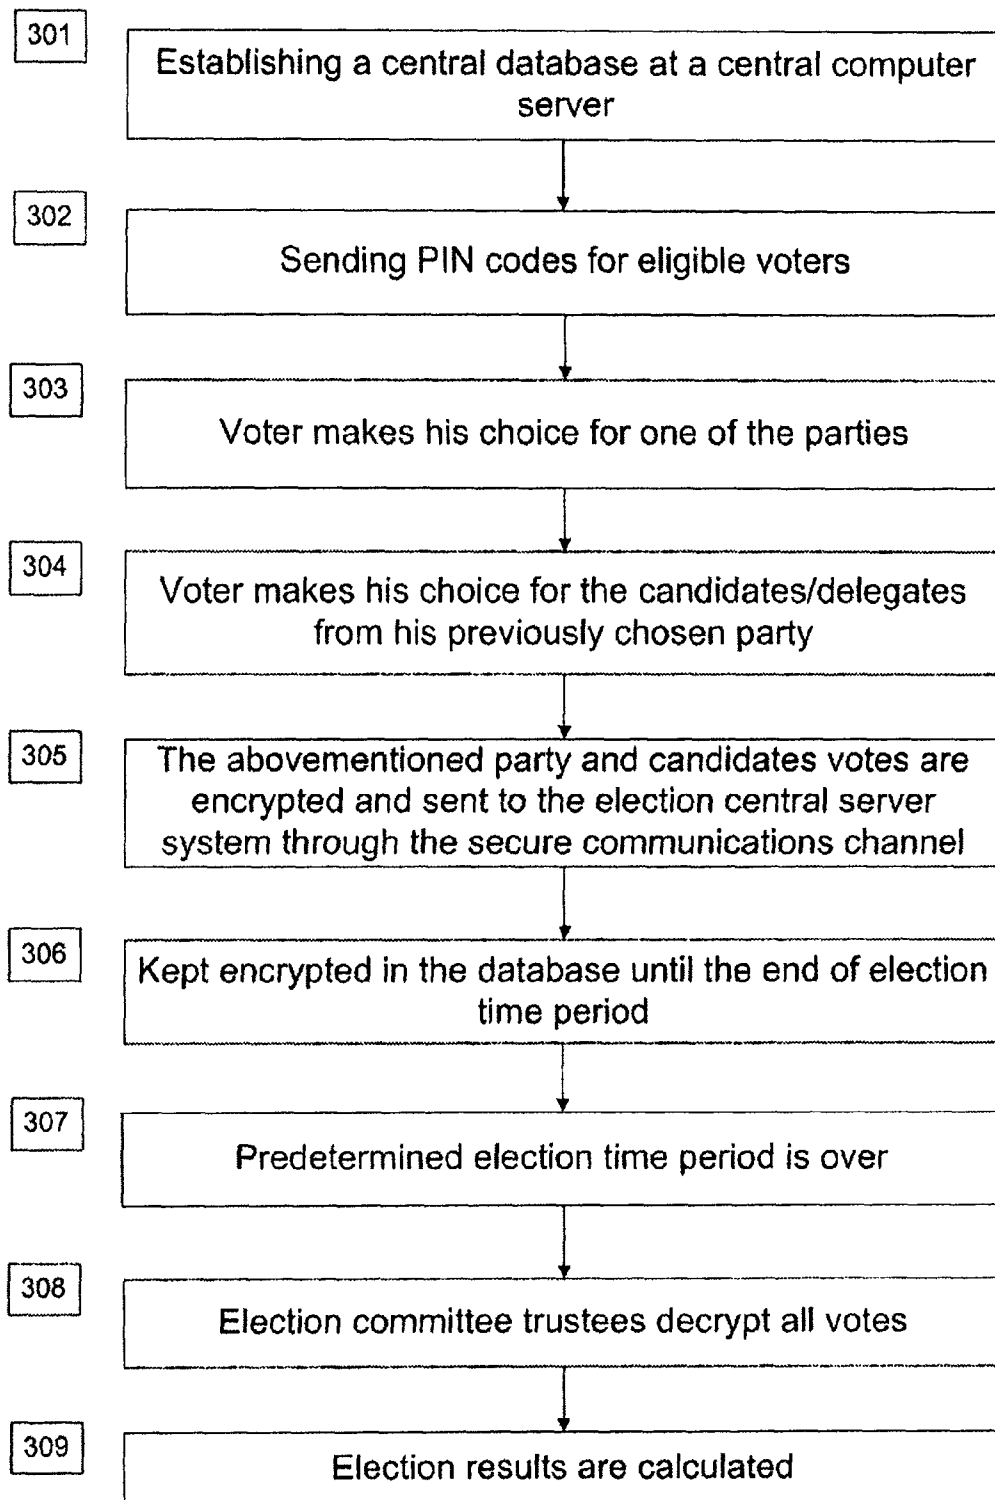 301
Establishing a central database at a central computer
server
302
Sending PIN codes for eligible voters
303
Voter makes his choice for one of the parties
304
Voter makes his choice for the candidates/delegates
from his previously chosen party
305
The abovementioned party and candidates votes are
encrypted and sent to the election central server
system through the secure communications channel
306
Kept encrypted in the database until the end of election
time period
307
Predetermined election time period is over
308
Election committee trustees decrypt all votes
309
Election results are calculated